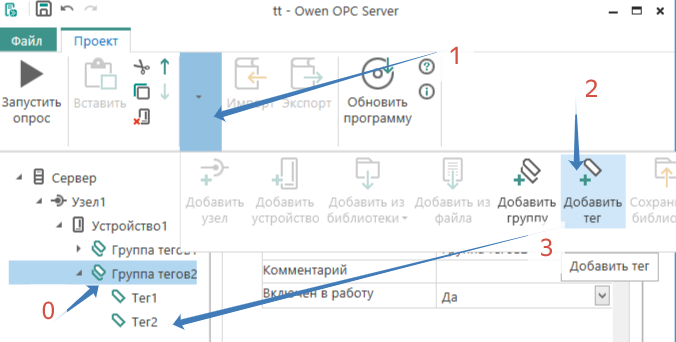 tt - Owen OPC Server
Файл
Проект
1
2
Запустить
опрос
Вставить
Импорт
Экспорт
Обновить
программу
Добавить
узел
Добавить
устройство
Добавить из
библиотеки
Добавить из
файла
Добавить
группу
Добавить
тег
Сохрани
библио
Сервер
Узел1
Устройство1
Группа тегов1
Группа тегов2
Тег1
Тег2
0
3
Комментарий
Включен в работу
Да
Добавить тег